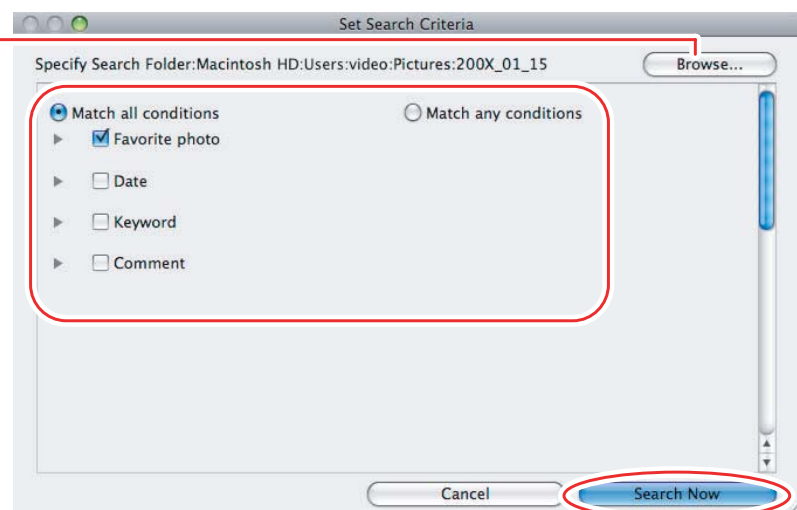 Set Search Criteria
Specify Search Folder:Macintosh HD:Users:video:Pictures:200X_01_15 Browse...
Match all conditions Match any conditions
Favorite photo
Date
Keyword
Comment
Cancel Search Now